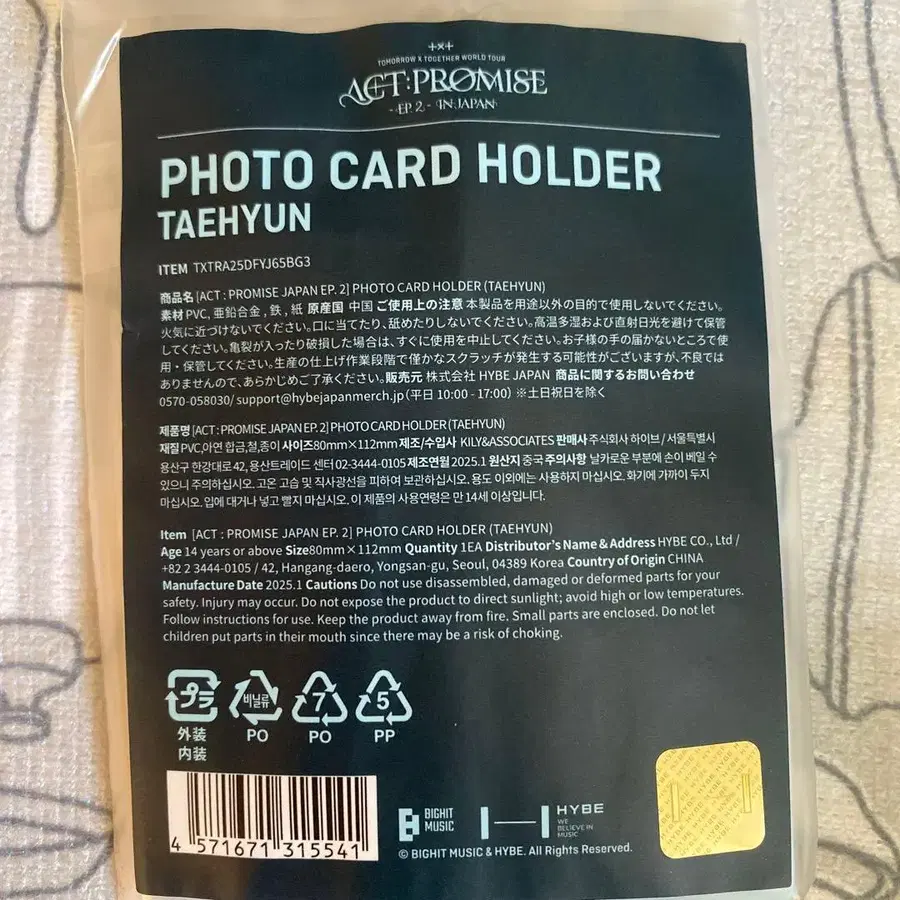 +×+
TOMORROW X TOGETHER WORLD TOUR
ACT:PROMISE
- EP. 2 - IN JAPAN
PHOTO CARD HOLDER
TAEHYUN
ITEM TXTRA25DFYJ65BG3
商品名 [ACT : PROMISE JAPAN EP. 2] PHOTO CARD HOLDER (TAEHYUN)
素材 PVC, 亜鉛合金 , 鉄 , 紙 原産国 中国 ご使用上の注意 本製品を用途以外の目的で使用しないでください。
火気に近づけないでください。口に当てたり、舐めたりしないでください。高温多湿および直射日光を避けて保管
してください。亀裂が入ったり破損した場合は、すぐに使用を中止してください。お子様の手の届かないところで使
用・保管してください。生産の仕上げ作業段階で僅かなスクラッチが発生する可能性がございますが、不良では
ありませんので、あらかじめご了承ください。販売元 株式会社 HYBE JAPAN 商品に関するお問い合わせ
0570-058030/ support@hybejapanmerch.jp (平日 10:00 - 17:00) ※土日祝日を除く
제품명 [ACT : PROMISE JAPAN EP. 2] PHOTO CARD HOLDER (TAEHYUN)
재질 PVC,아연 합금,철,종이 사이즈80mm×112mm 제조/수입사 KILY&ASSOCIATES 판매사 주식회사 하이브 / 서울특별시
용산구 한강대로 42, 용산트레이드 센터 02-3444-0105 제조연월 2025.1 원산지 중국 주의사항 날카로운 부분에 손이 베일 수
있으니 주의하십시오. 고온 고습 및 직사광선을 피하여 보관하십시오. 용도 이외에는 사용하지 마십시오. 화기에 가까이 두지
마십시오. 입에 대거나 넣고 빨지 마십시오. 이 제품의 사용연령은 만 14세 이상입니다.
Item [ACT : PROMISE JAPAN EP. 2] PHOTO CARD HOLDER (TAEHYUN)
Age 14 years or above Size80mm×112mm Quantity 1EA Distributor's Name & Address HYBE CO., Ltd /
+82 2 3444-0105 / 42, Hangang-daero, Yongsan-gu, Seoul, 04389 Korea Country of Origin CHINA
Manufacture Date 2025.1 Cautions Do not use disassembled, damaged or deformed parts for your
safety. Injury may occur. Do not expose the product to direct sunlight; avoid high or low temperatures.
Follow instructions for use. Keep the product away from fire. Small parts are enclosed. Do not let
children put parts in their mouth since there may be a risk of choking.
プラ 비닐류 7 5
外装 PO PO PP
内装
4 571671 315541
BIGHIT
MUSIC
HYBE
WE
BELIEVE IN
MUSIC
© BIGHIT MUSIC & HYBE. All Rights Reserved.